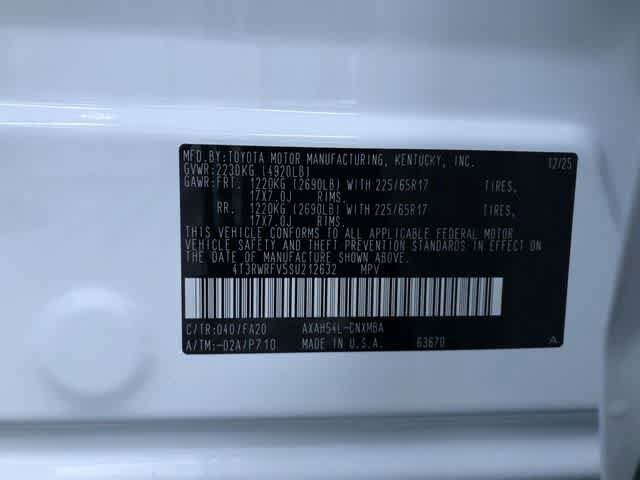 MFD.BY:TOYOTA MOTOR MANUFACTURING, KENTUCKY, INC. 12/25
GVWR:2230KG (4920LB)
GAWR:FRT. 1220KG (2690LB) WITH 225/65R17 TIRES,
17X7.0J RIMS.
RR. 1220KG (2690LB) WITH 225/65R17 TIRES,
17X7.0J RIMS.
THIS VEHICLE CONFORMS TO ALL APPLICABLE FEDERAL MOTOR
VEHICLE SAFETY AND THEFT PREVENTION STANDARDS IN EFFECT ON
THE DATE OF MANUFACTURE SHOWN ABOVE.
4T3RWRFV5SU212632 MPV
C/TR:040/FA20 AXAH54L-CNXMBA
A/TM:-02A/P710 MADE IN U.S.A. 63670 A